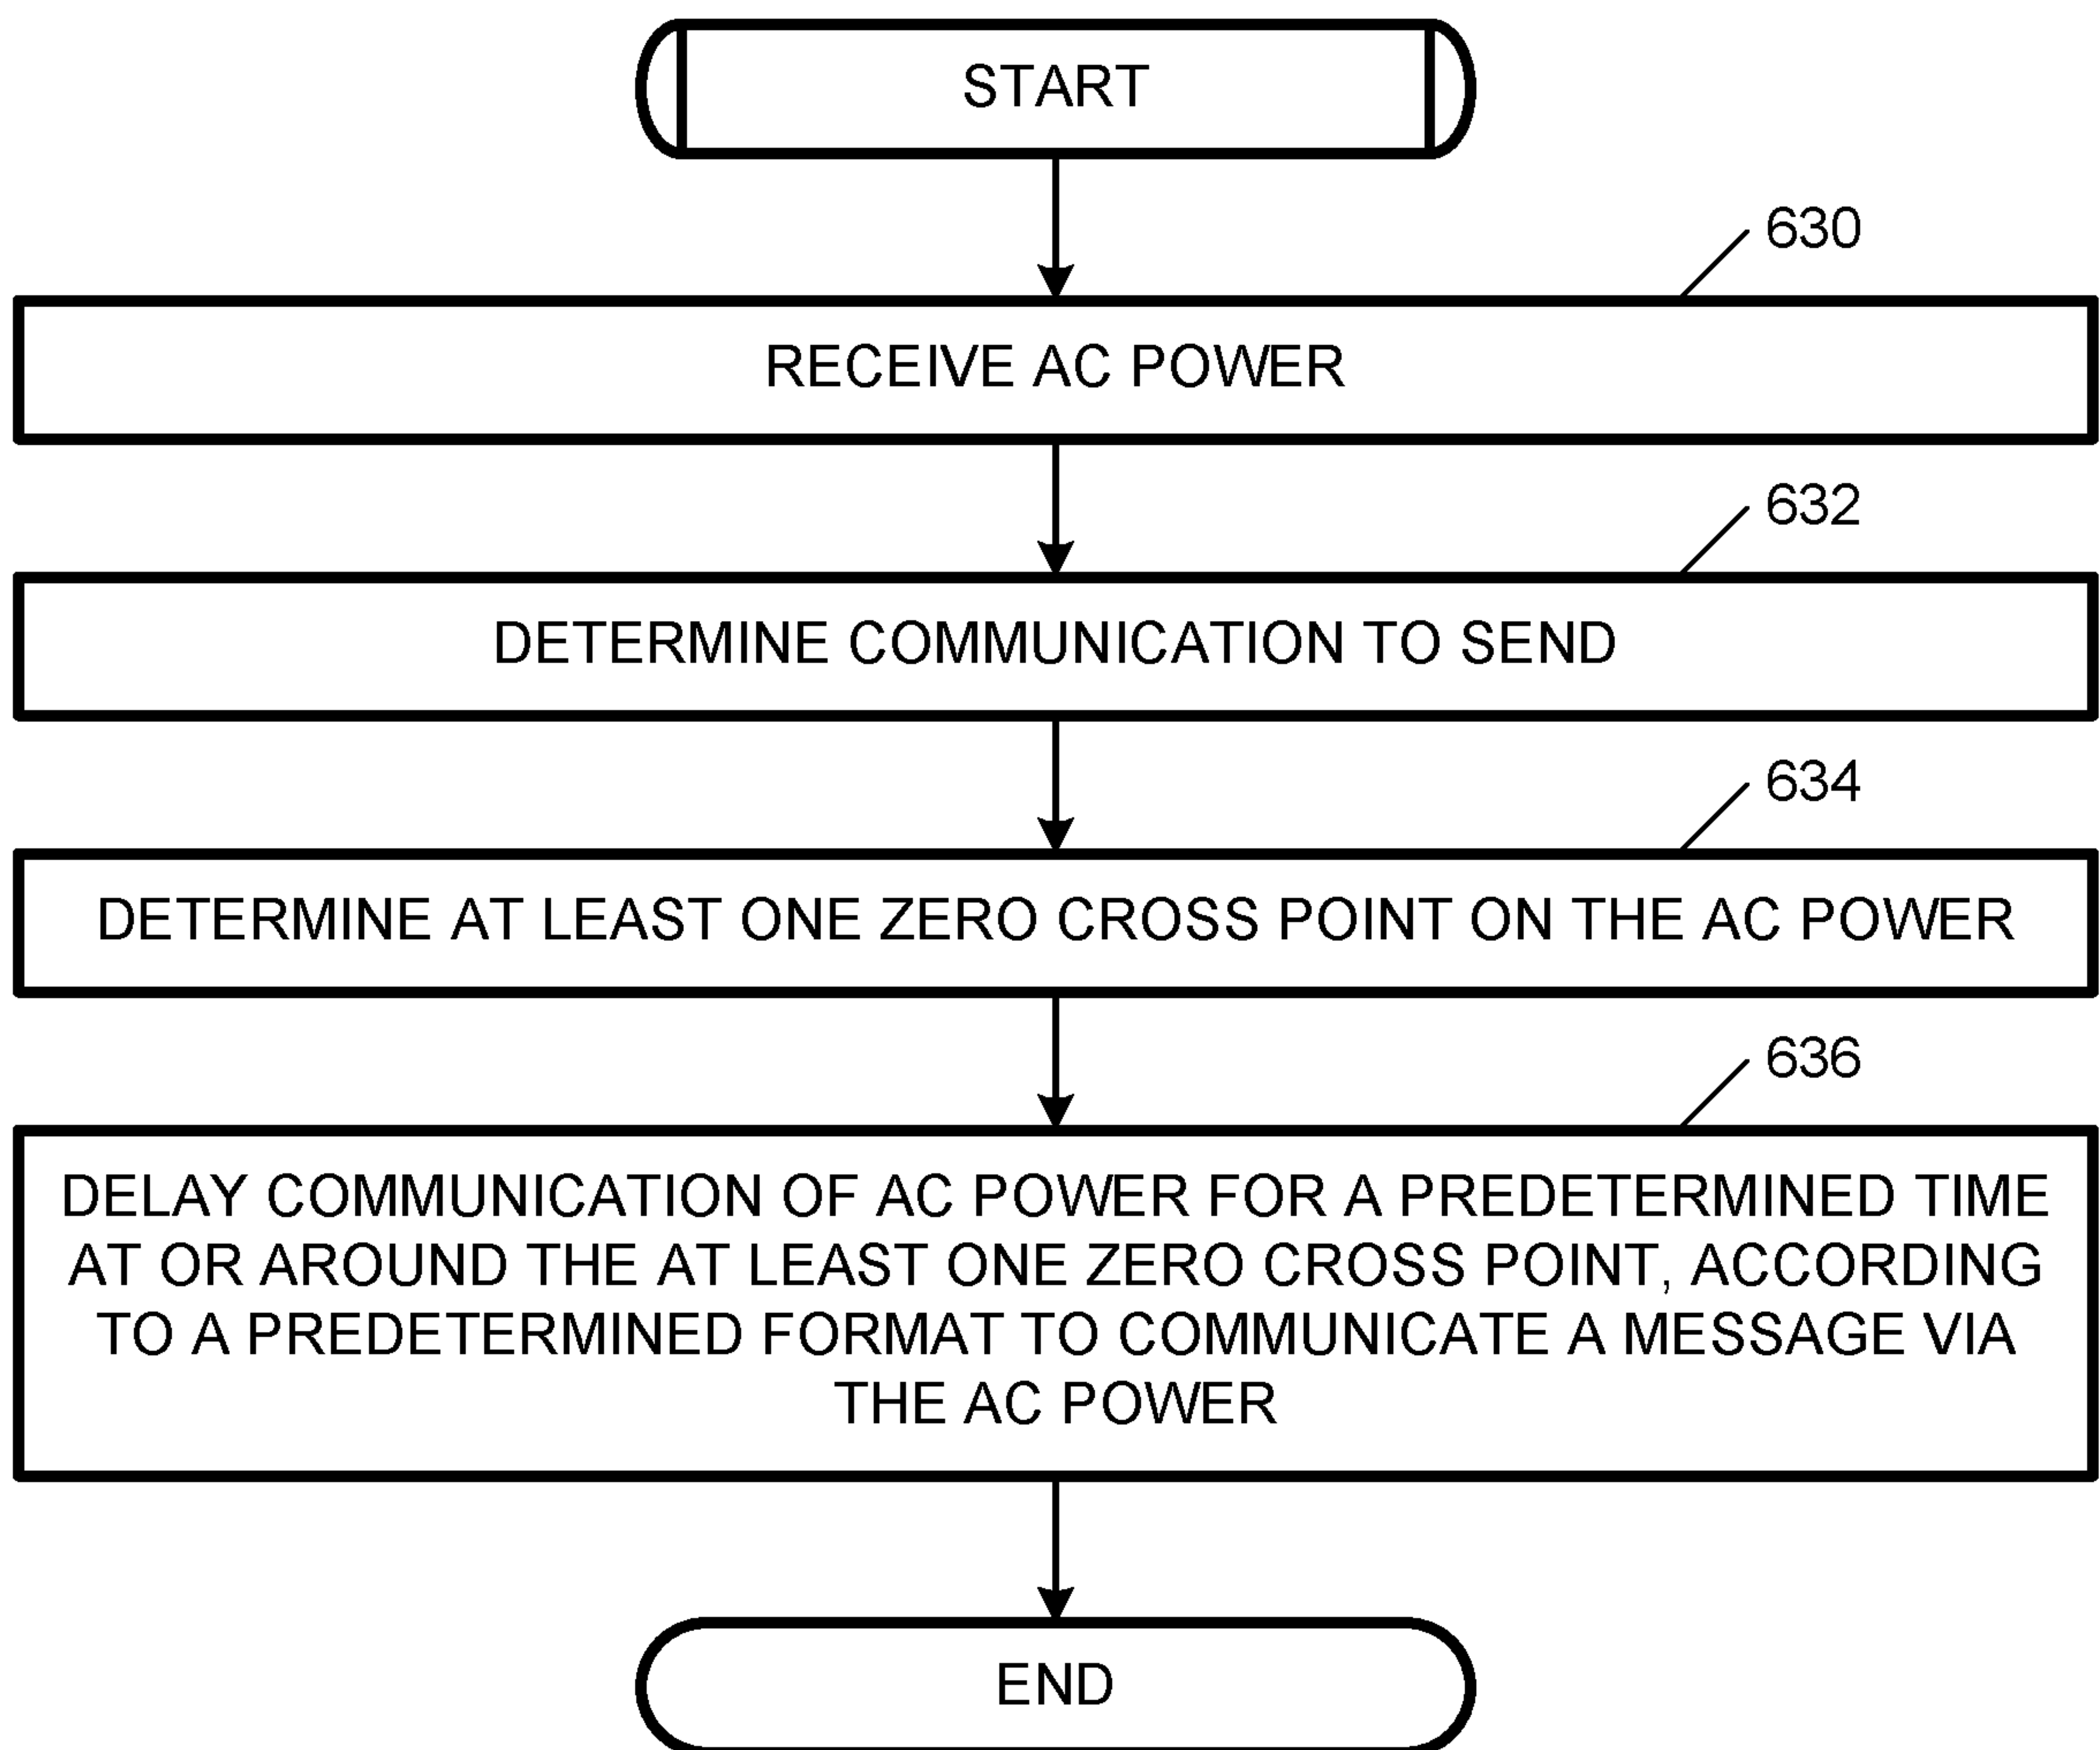 START
630
RECEIVE AC POWER
632
DETERMINE COMMUNICATION TO SEND
634
DETERMINE AT LEAST ONE ZERO CROSS POINT ON THE AC POWER
636
DELAY COMMUNICATION OF AC POWER FOR A PREDETERMINED TIME
AT OR AROUND THE AT LEAST ONE ZERO CROSS POINT, ACCORDING
TO A PREDETERMINED FORMAT TO COMMUNICATE A MESSAGE VIA
THE AC POWER
END